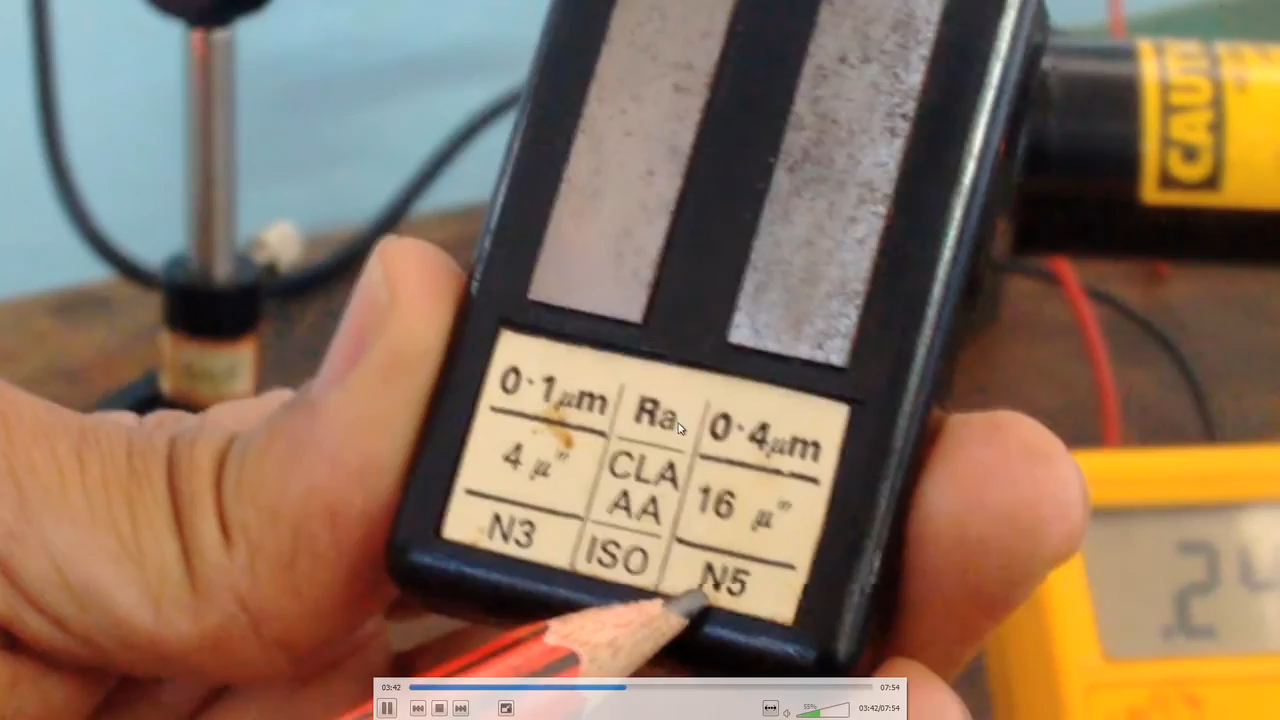 CAUT
0·1μm Ra 0·4μm
4 μ" CLA AA 16 μ"
N3 ISO N5
24
03:42 07:54
55%
03:42/07:54